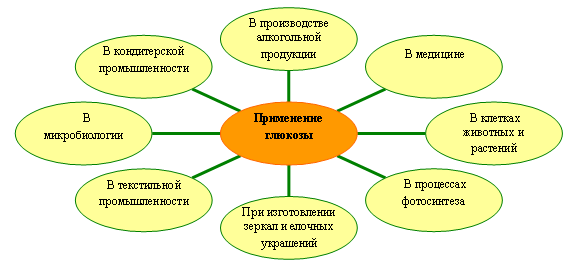 В производстве
алкогольной
продукции
В кондитерской
промышленности
В медицине
В
микробиологии
Применение
глюкозы
В клетках
животных и
растений
В текстильной
промышленности
В процессах
фотосинтеза
При изготовлении
зеркал и елочных
украшений